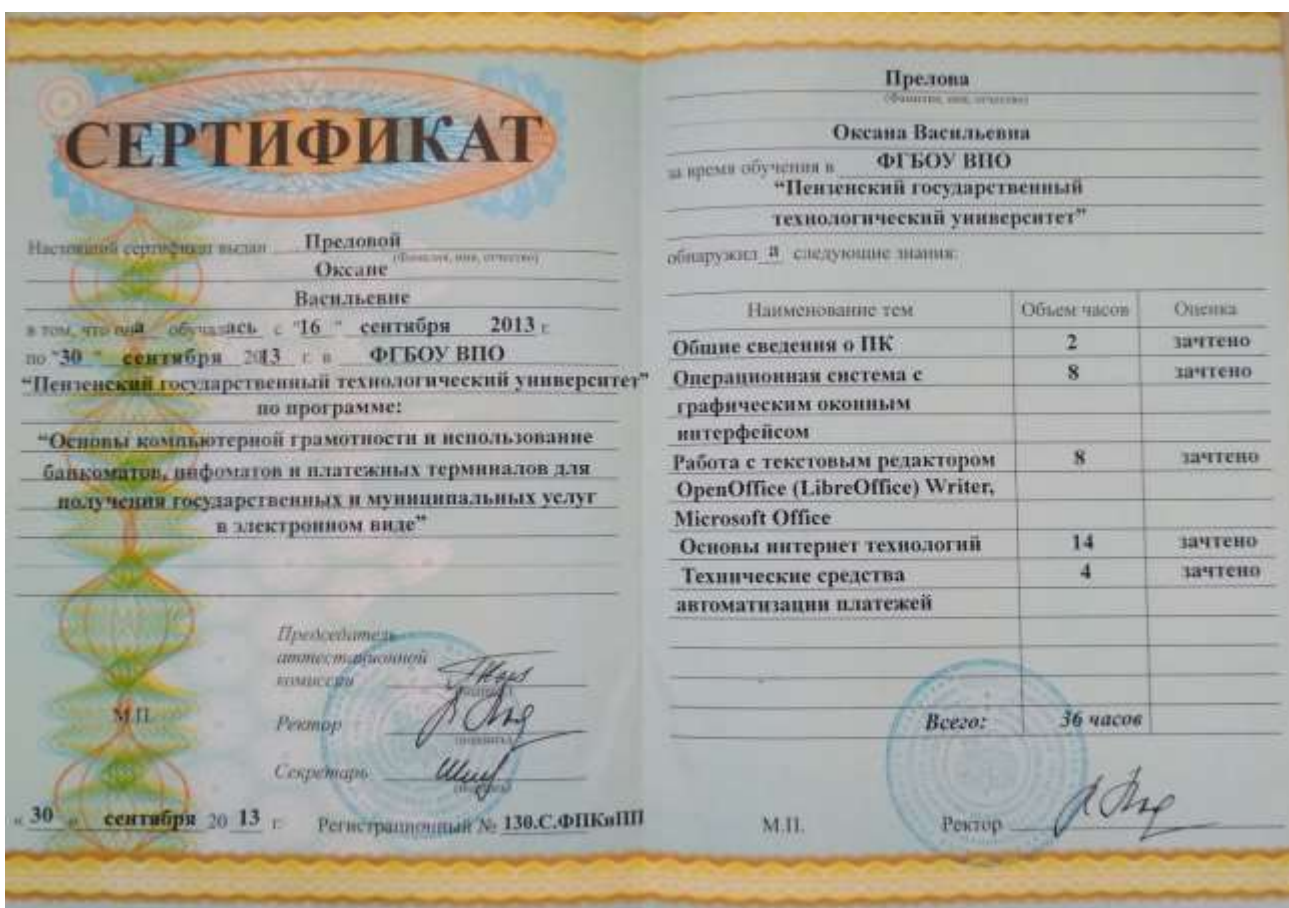 СЕРТИФИКАТ
Настоящий сертификат выдан Преловой
(Фамилия, имя, отчество)
Оксане
Васильевне
в том, что она обучалась с "16" сентября 2013 г.
по "30" сентября 2013 г. в ФГБОУ ВПО
“Пензенский государственный технологический университет”
по программе:
“Основы компьютерной грамотности и использование
банкоматов, инфоматов и платежных терминалов для
получения государственных и муниципальных услуг
в электронном виде”
Председатель
аттестационной
комиссии
(подпись)
М.П.
Ректор
(подпись)
Секретарь
(подпись)
« 30 » сентября 20 13 г. Регистрационный № 130.С.ФПКиПП
Прелова
(Фамилия, имя, отчество)
Оксана Васильевна
за время обучения в ФГБОУ ВПО
“Пензенский государственный
технологический университет”
обнаружил а следующие знания:
Наименование тем Объем часов Оценка
Общие сведения о ПК 2 зачтено
Операционная система с 8 зачтено
графическим оконным
интерфейсом
Работа с текстовым редактором 8 зачтено
OpenOffice (LibreOffice) Writer,
Microsoft Office
Основы интернет технологий 14 зачтено
Технические средства 4 зачтено
автоматизации платежей
Всего: 36 часов
М.П. Ректор